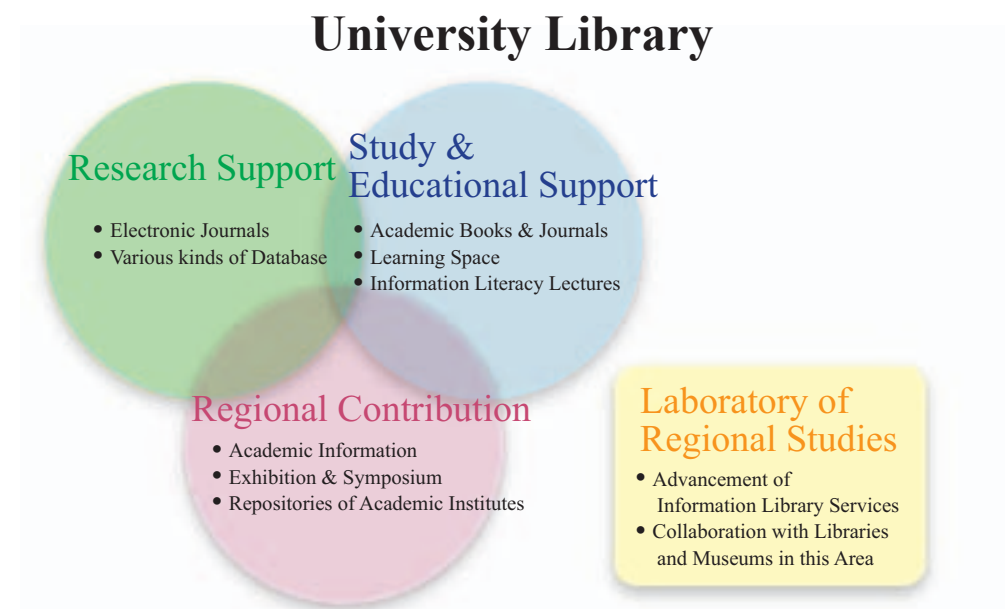 University Library
Research Support
• Electronic Journals
• Various kinds of Database
Study &
Educational Support
• Academic Books & Journals
• Learning Space
• Information Literacy Lectures
Regional Contribution
• Academic Information
• Exhibition & Symposium
• Repositories of Academic Institutes
Laboratory of
Regional Studies
• Advancement of
Information Library Services
• Collaboration with Libraries
and Museums in this Area